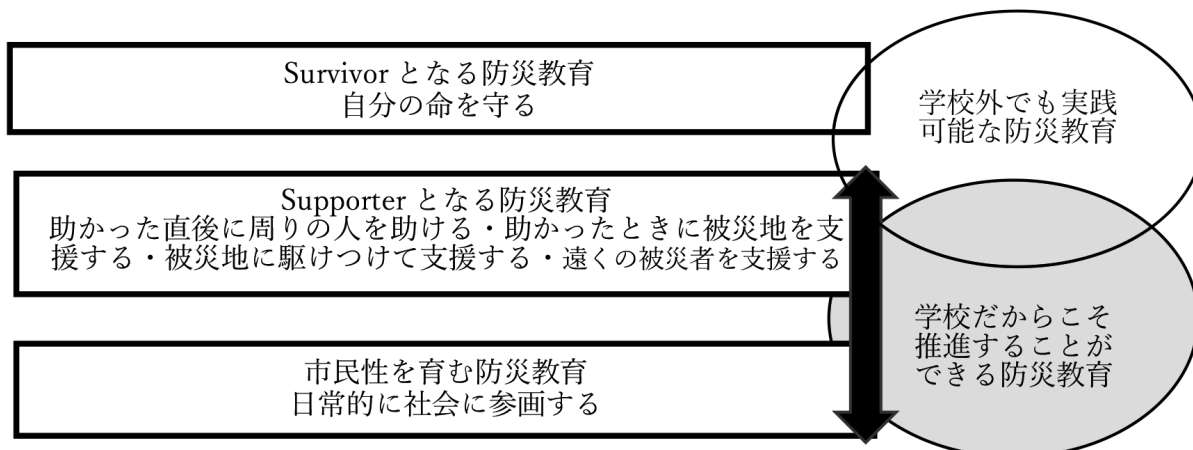 Survivor となる防災教育
自分の命を守る
学校外でも実践
可能な防災教育
Supporter となる防災教育
助かった直後に周りの人を助ける・助かったときに被災地を支
援する・被災地に駆けつけて支援する・遠くの被災者を支援する
学校だからこそ
推進することが
できる防災教育
市民性を育む防災教育
日常的に社会に参画する